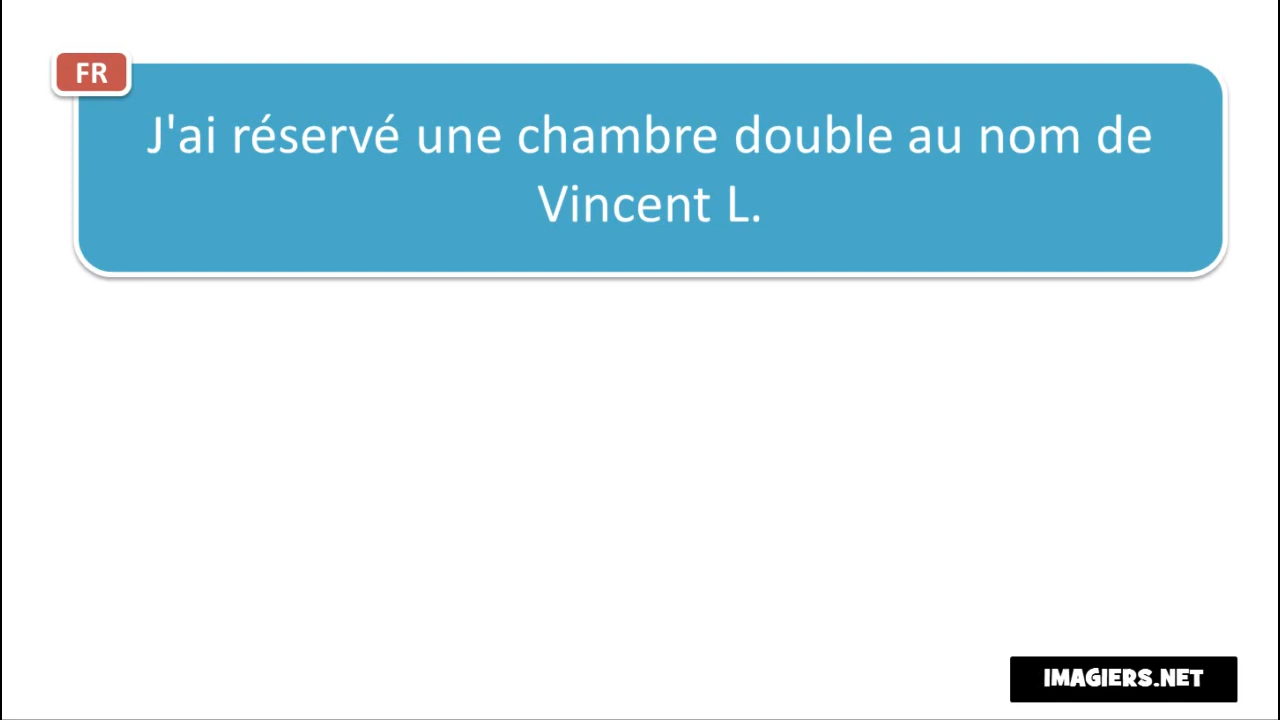 FR
J'ai réservé une chambre double au nom de
Vincent L.
IMAGIERS.NET